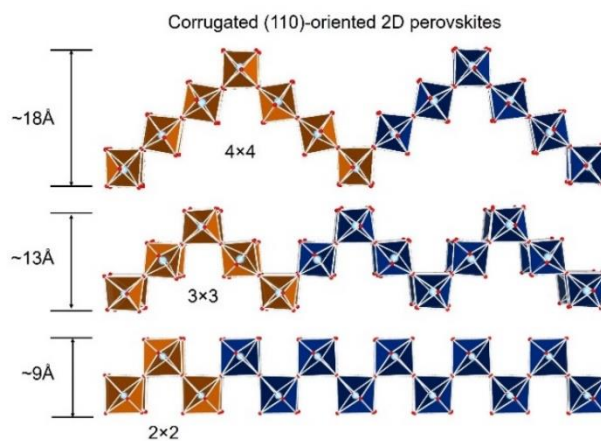 Corrugated (110)-oriented 2D perovskites
~18Å
4×4
~13Å
3×3
~9Å
2×2